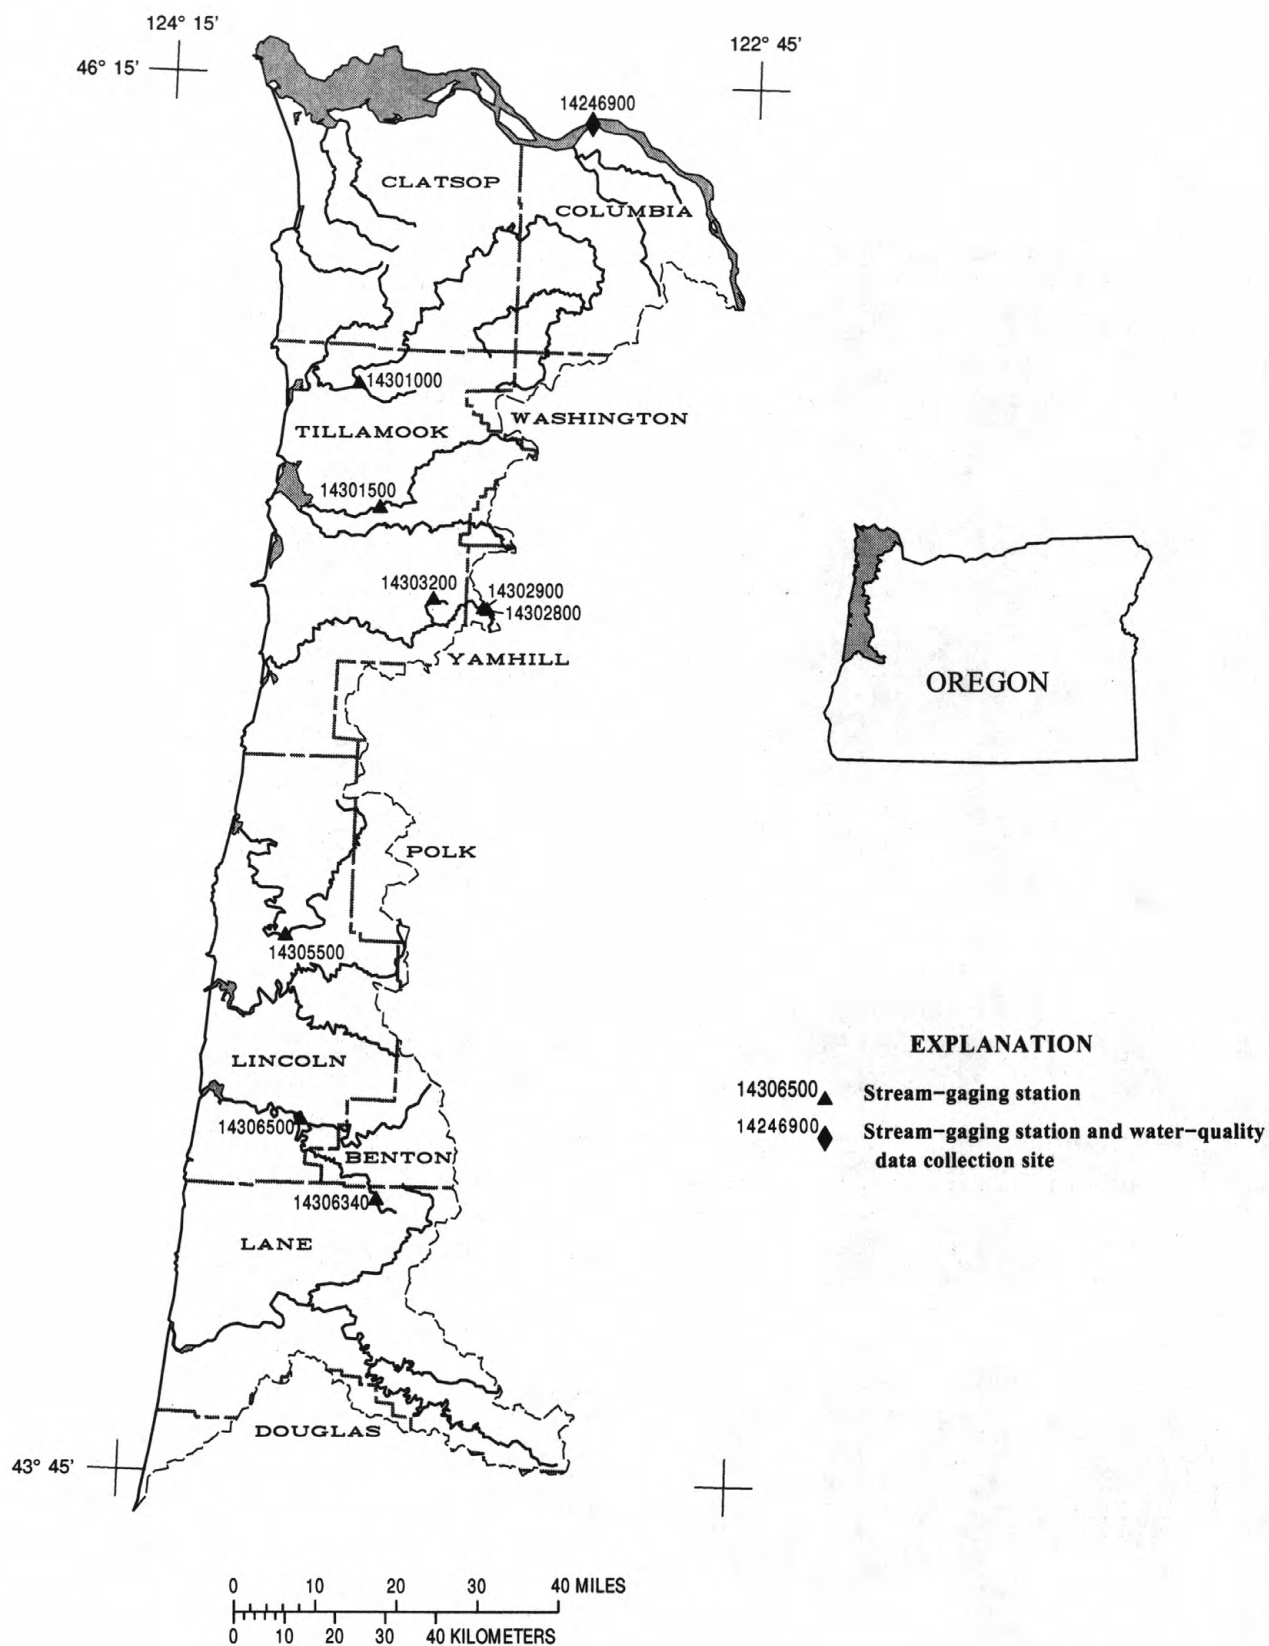 124° 15'
122° 45'
46° 15'
14246900
CLATSOP
COLUMBIA
14301000
WASHINGTON
TILLAMOOK
14301500
14303200
14302900
14302800
YAMHILL
OREGON
POLK
14305500
LINCOLN
14306500
BENTON
14306340
LANE
DOUGLAS
43° 45'
EXPLANATION
14306500 Stream-gaging station
14246900 Stream-gaging station and water-quality
data collection site
0 10 20 30 40 MILES
0 10 20 30 40 KILOMETERS